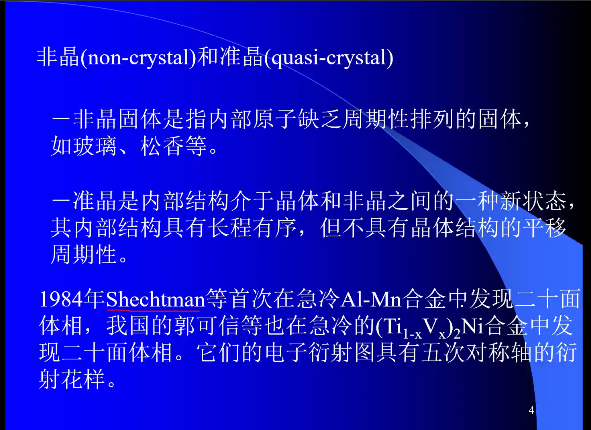 非晶(non-crystal)和准晶(quasi-crystal)
－非晶固体是指内部原子缺乏周期性排列的固体，
如玻璃、松香等。
－准晶是内部结构介于晶体和非晶之间的一种新状态，
其内部结构具有长程有序，但不具有晶体结构的平移
周期性。
1984年Shechtman等首次在急冷Al-Mn合金中发现二十面
体相，我国的郭可信等也在急冷的(Ti1-xVx)2Ni合金中发
现二十面体相。它们的电子衍射图具有五次对称轴的衍
射花样。
4